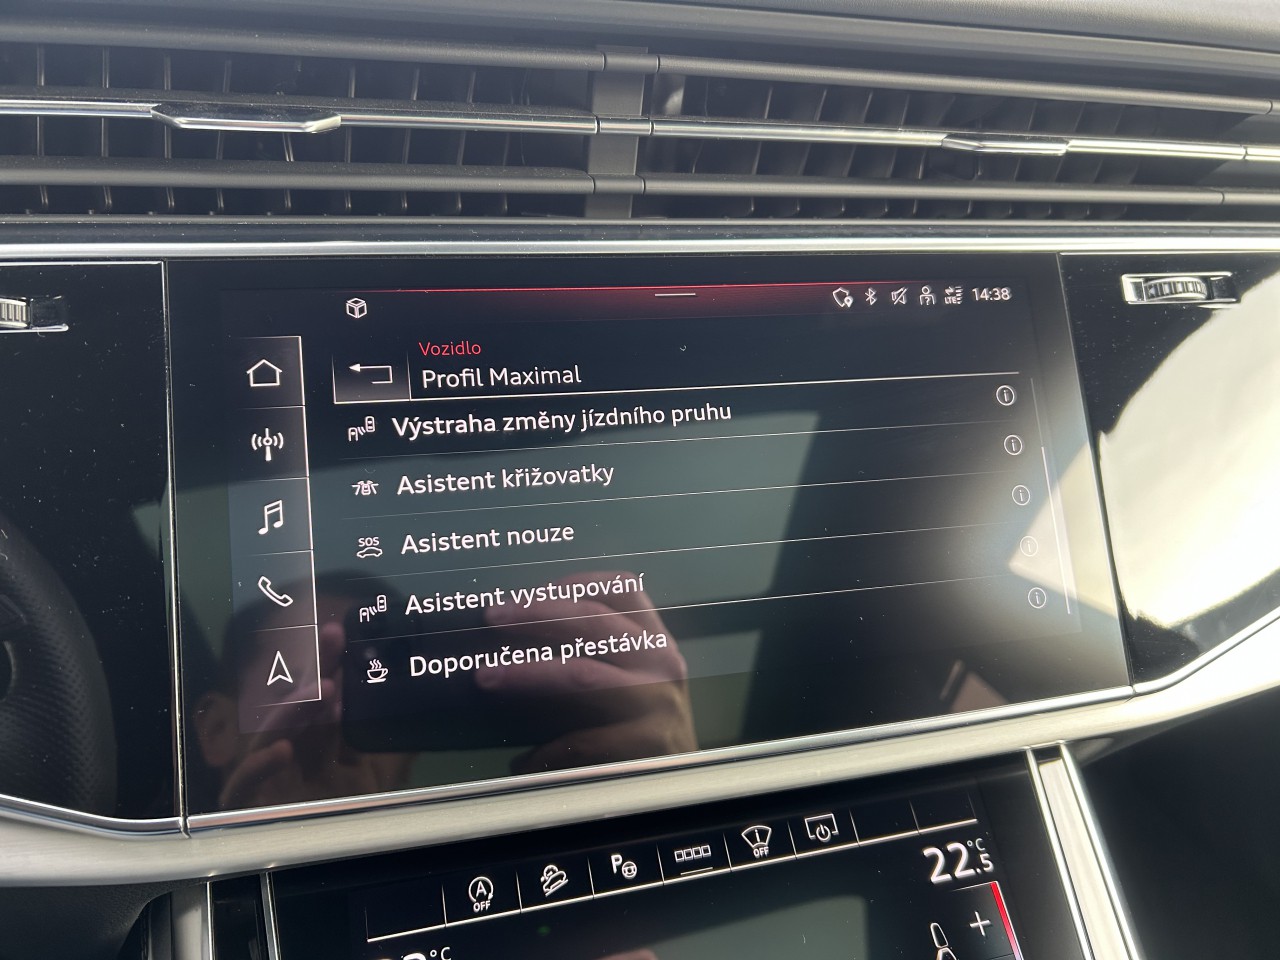 14:38
LTE
Vozidlo
Profil Maximal
Výstraha změny jízdního pruhu
Asistent křižovatky
SOS
Asistent nouze
Asistent vystupování
Doporučena přestávka
A
OFF
P
OFF
22.5 °C
°C